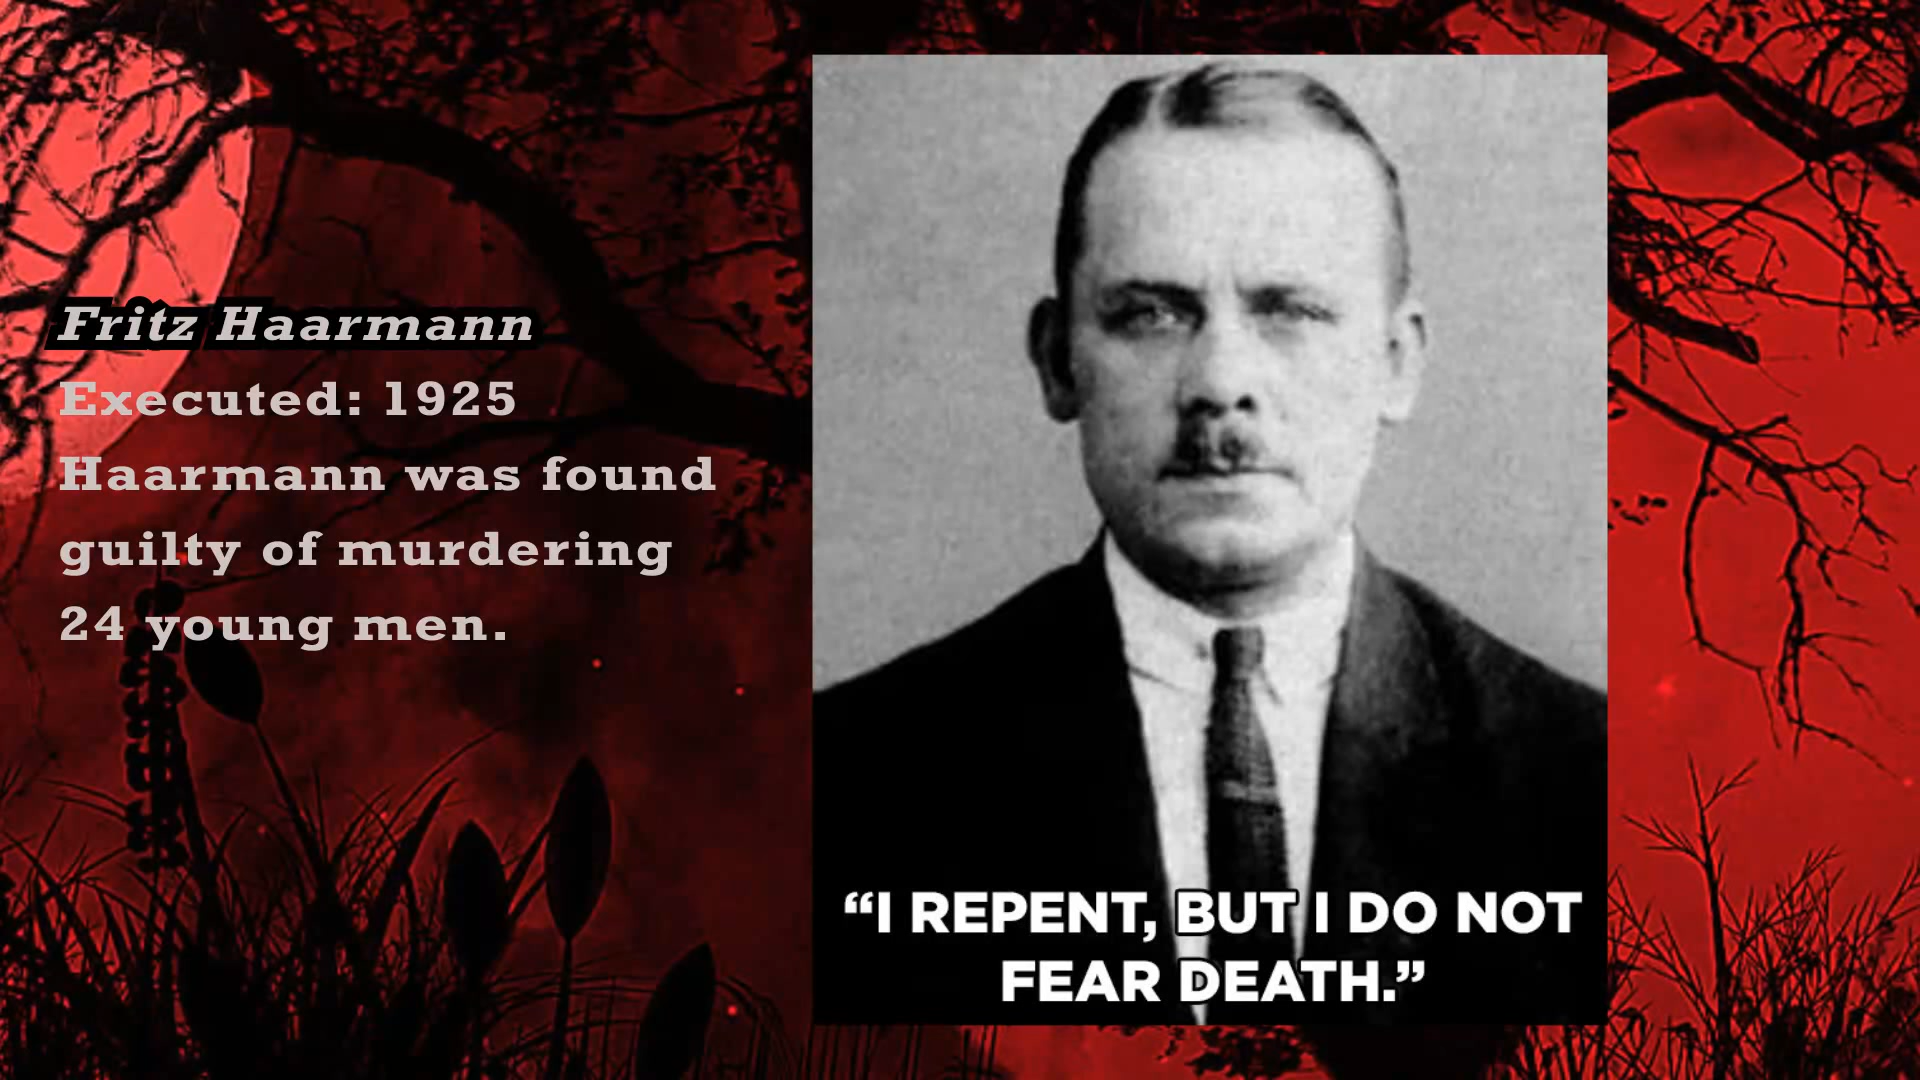 Fritz Haarmann
Executed: 1925
Haarmann was found
guilty of murdering
24 young men.
“I REPENT, BUT I DO NOT
FEAR DEATH.”